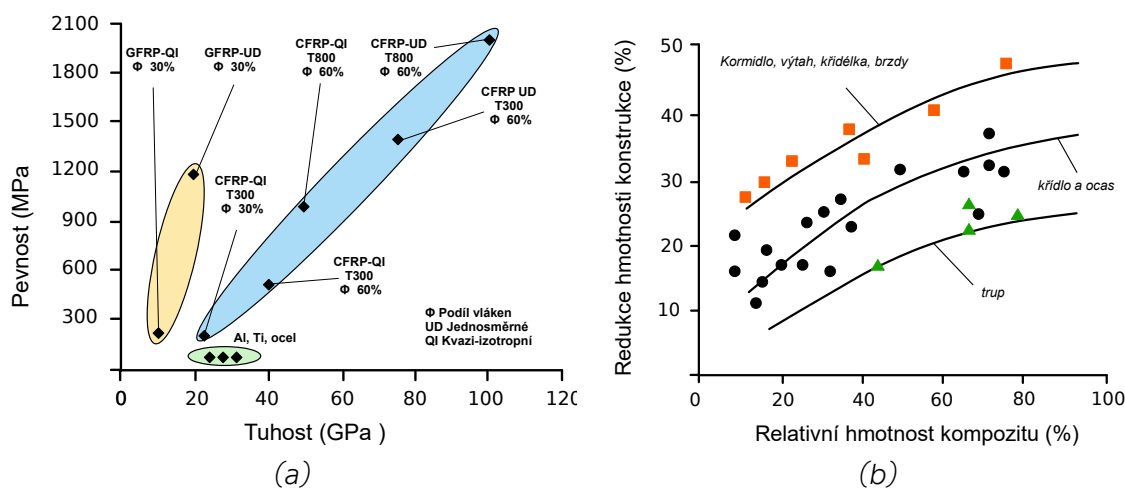 2100
1800
1500
1200
900
600
300
0
20
40
60
80
100
120
Pevnost (MPa
Tuhost (GPa )
GFRP-QI
Φ 30%
GFRP-UD
Φ 30%
CFRP-QI
T800
Φ 60%
CFRP-UD
T800
Φ 60%
CFRP UD
T300
Φ 60%
CFRP-QI
T300
Φ 30%
CFRP-QI
T300
Φ 60%
Al, Ti, ocel
Φ Podíl vláken
UD Jednosměrné
QI Kvazi-izotropní
(a)
50
40
30
20
10
0
20
40
60
80
100
Redukce hmotnosti konstrukce (%)
Relativní hmotnost kompozitu (%)
Kormidlo, výtah, křidélka, brzdy
křídlo a ocas
trup
(b)